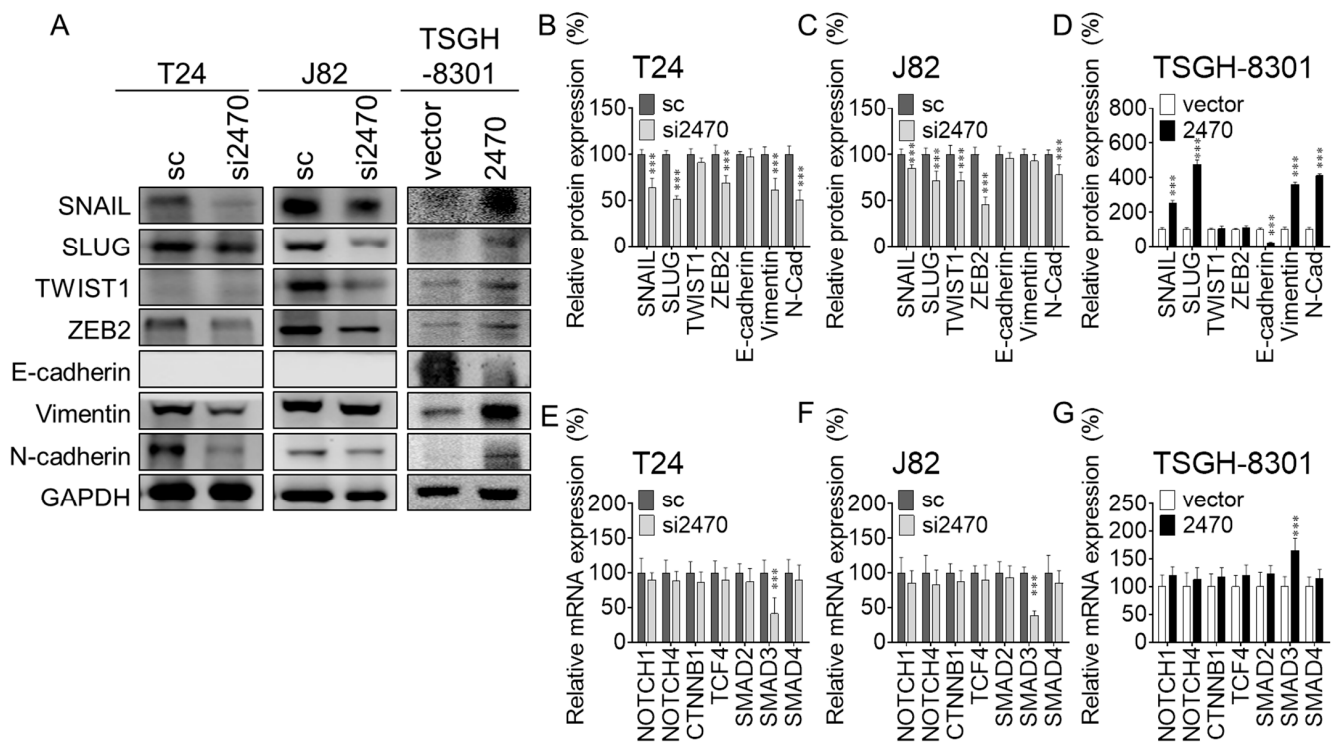 A
T24
J82
TSGH
-8301
sc
si2470
sc
si2470
vector
2470
SNAIL
SLUG
TWIST1
ZEB2
E-cadherin
Vimentin
N-cadherin
GAPDH
B
Relative protein expression (%)
T24
sc
si2470
150
100
50
0
*** *** *** *** ***
SNAIL
SLUG
TWIST1
ZEB2
E-cadherin
Vimentin
N-Cad
C
Relative protein expression (%)
J82
sc
si2470
150
100
50
0
*** *** *** *** ***
SNAIL
SLUG
TWIST1
ZEB2
E-cadherin
Vimentin
N-Cad
D
Relative protein expression (%)
TSGH-8301
vector
2470
800
600
400
200
0
*** *** *** *** ***
SNAIL
SLUG
TWIST1
ZEB2
E-cadherin
Vimentin
N-Cad
E
Relative mRNA expression (%)
T24
sc
si2470
200
150
100
50
0
***
NOTCH1
NOTCH4
CTNNB1
TCF4
SMAD2
SMAD3
SMAD4
F
Relative mRNA expression (%)
J82
sc
si2470
200
150
100
50
0
***
NOTCH1
NOTCH4
CTNNB1
TCF4
SMAD2
SMAD3
SMAD4
G
Relative mRNA expression (%)
TSGH-8301
vector
2470
250
200
150
100
50
0
***
NOTCH1
NOTCH4
CTNNB1
TCF4
SMAD2
SMAD3
SMAD4